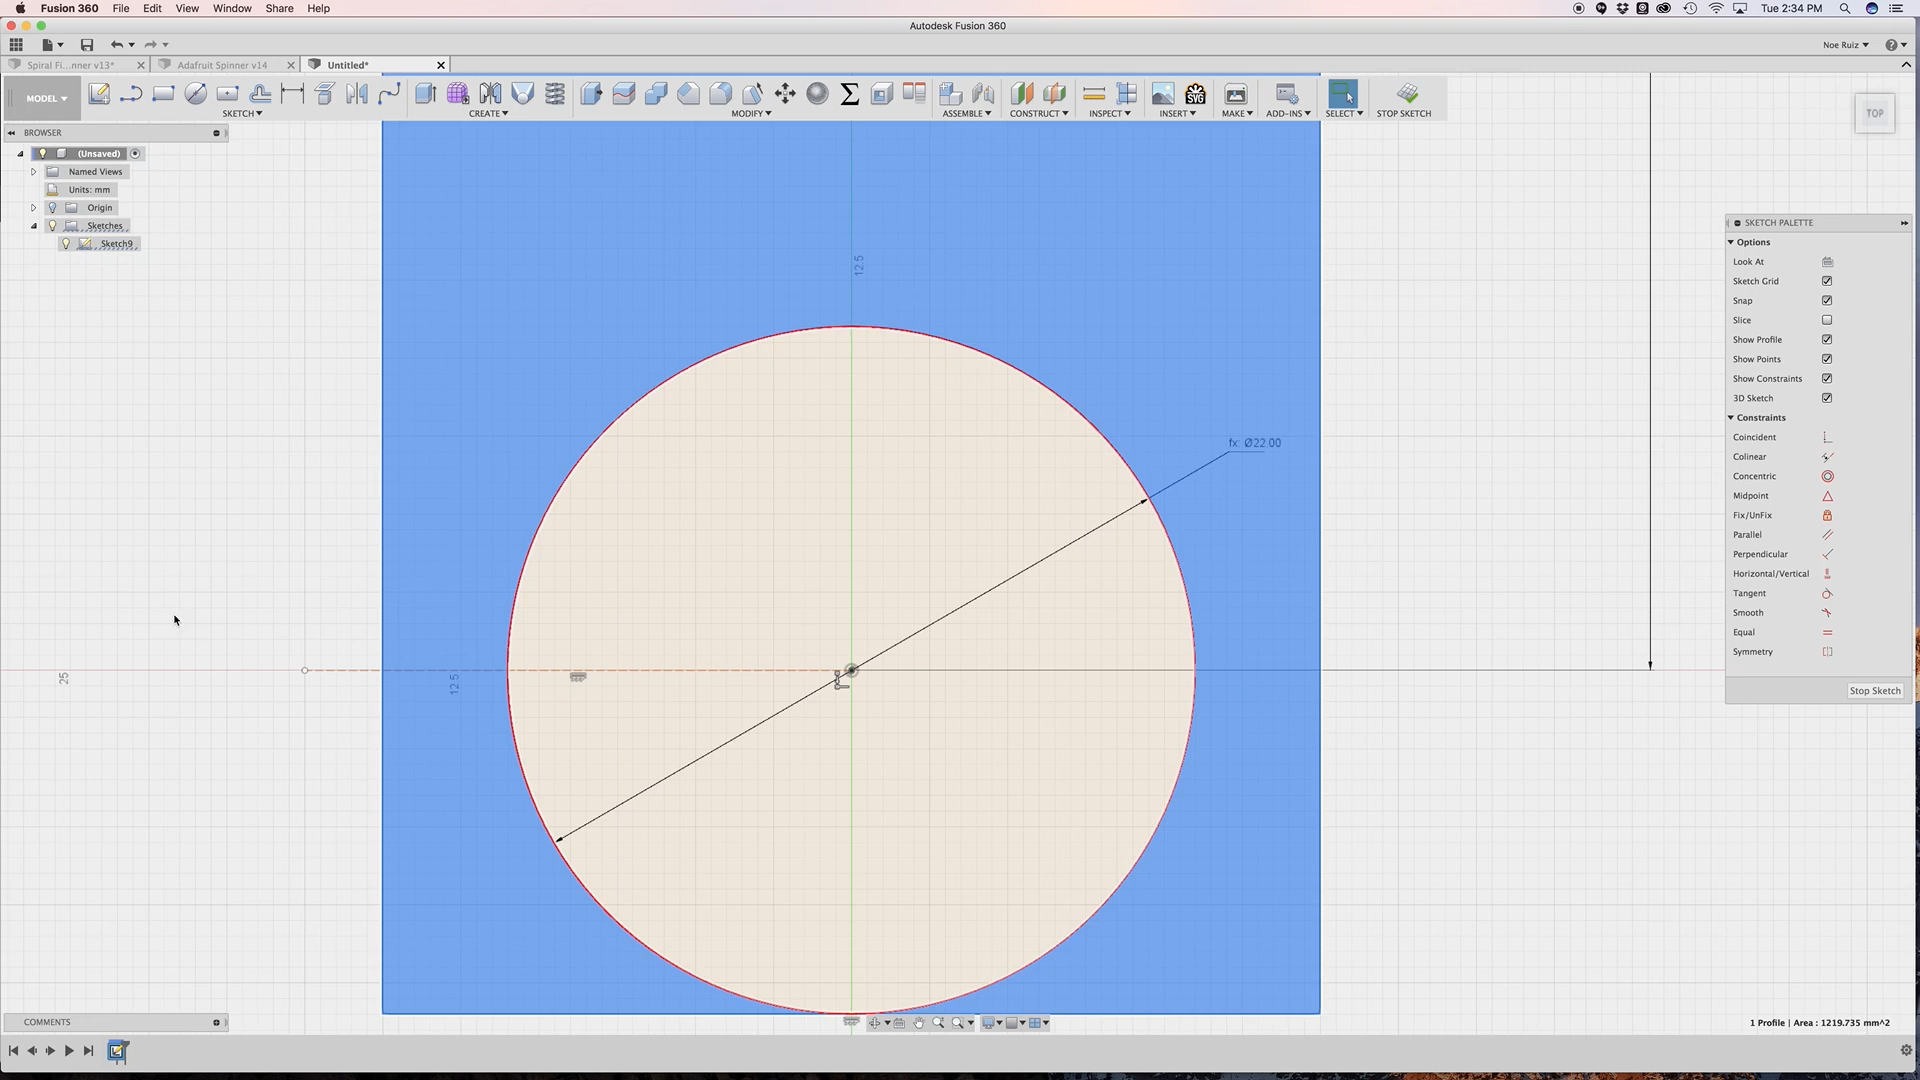 Fusion 360 File Edit View Window Share Help Tue 2:34 PM
Autodesk Fusion 360
Noe Ruiz
Spiral Fi...nner v13* Adafruit Spinner v14 Untitled*
MODEL SKETCH CREATE MODIFY ASSEMBLE CONSTRUCT INSPECT INSERT SVG MAKE ADD-INS SELECT STOP SKETCH
TOP
BROWSER
(Unsaved)
Named Views
Units: mm
Origin
Sketches
Sketch9
12.5
fx: Ø22.00
25
12.5
SKETCH PALETTE
Options
Look At
Sketch Grid
Snap
Slice
Show Profile
Show Points
Show Constraints
3D Sketch
Constraints
Coincident
Colinear
Concentric
Midpoint
Fix/UnFix
Parallel
Perpendicular
Horizontal/Vertical
Tangent
Smooth
Equal
Symmetry
Stop Sketch
COMMENTS
1 Profile | Area : 1219.735 mm^2